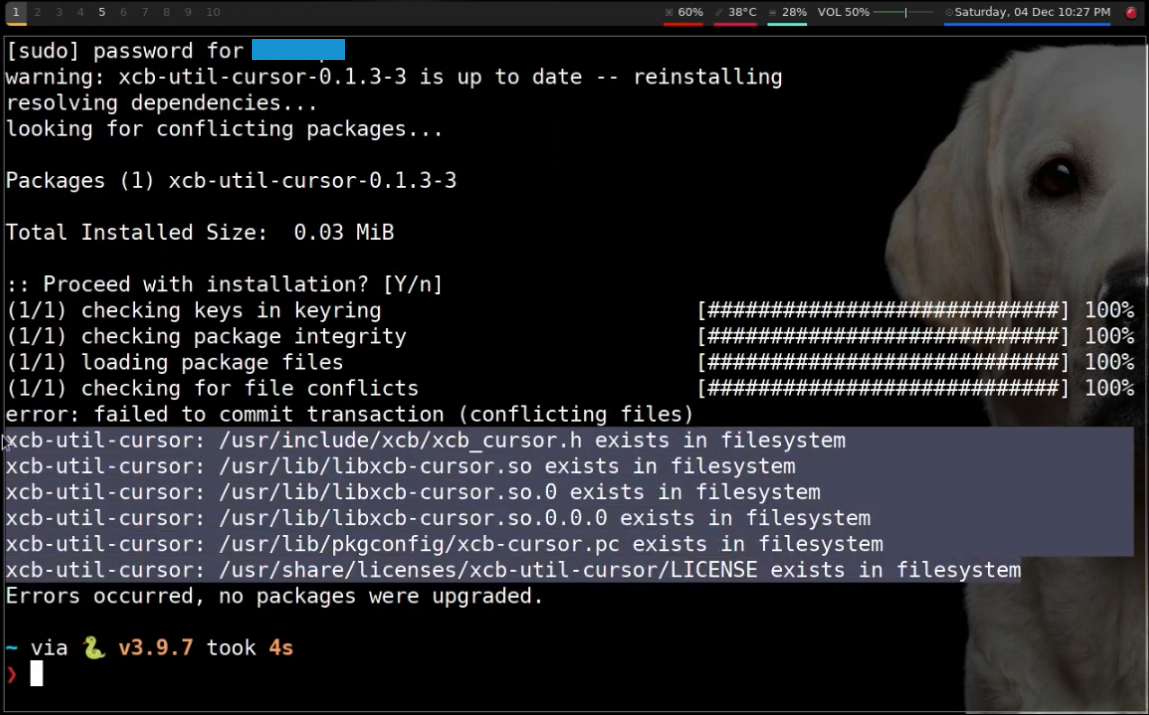 1 2 3 4 5 6 7 8 9 10 60% 38°C 28% VOL 50% Saturday, 04 Dec 10:27 PM
[sudo] password for
warning: xcb-util-cursor-0.1.3-3 is up to date -- reinstalling
resolving dependencies...
looking for conflicting packages...
Packages (1) xcb-util-cursor-0.1.3-3
Total Installed Size:  0.03 MiB
:: Proceed with installation? [Y/n]
(1/1) checking keys in keyring [############################] 100%
(1/1) checking package integrity [############################] 100%
(1/1) loading package files [############################] 100%
(1/1) checking for file conflicts [############################] 100%
error: failed to commit transaction (conflicting files)
xcb-util-cursor: /usr/include/xcb/xcb_cursor.h exists in filesystem
xcb-util-cursor: /usr/lib/libxcb-cursor.so exists in filesystem
xcb-util-cursor: /usr/lib/libxcb-cursor.so.0 exists in filesystem
xcb-util-cursor: /usr/lib/libxcb-cursor.so.0.0.0 exists in filesystem
xcb-util-cursor: /usr/lib/pkgconfig/xcb-cursor.pc exists in filesystem
xcb-util-cursor: /usr/share/licenses/xcb-util-cursor/LICENSE exists in filesystem
Errors occurred, no packages were upgraded.
~ via 🐍 v3.9.7 took 4s
❯